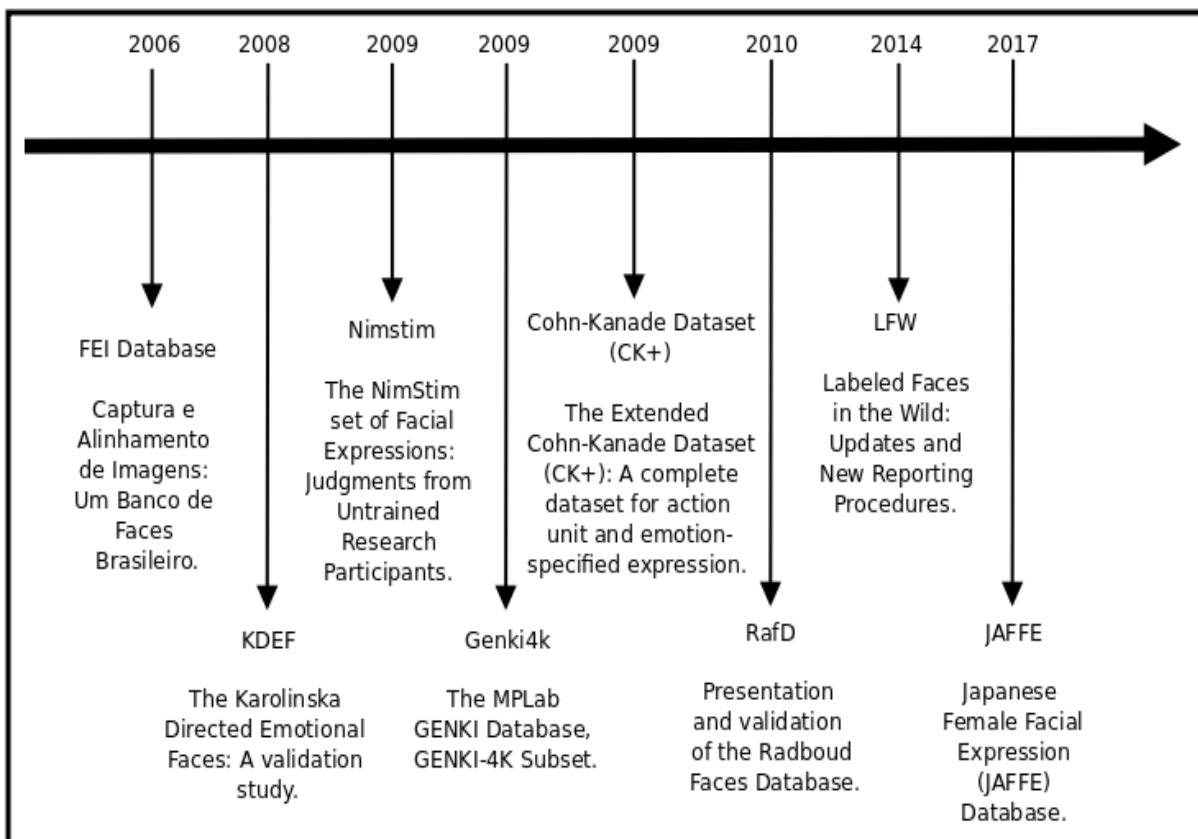 2006
2008
2009
2009
2009
2010
2014
2017
FEI Database
Captura e
Alinhamento
de Imagens:
Um Banco de
Faces
Brasileiro.
KDEF
The Karolinska
Directed Emotional
Faces: A validation
study.
Nimstim
The NimStim
set of Facial
Expressions:
Judgments from
Untrained
Research
Participants.
Genki4k
The MPLab
GENKI Database,
GENKI-4K Subset.
Cohn-Kanade Dataset
(CK+)
The Extended
Cohn-Kanade Dataset
(CK+): A complete
dataset for action
unit and emotion-
specified expression.
RafD
Presentation
and validation
of the Radboud
Faces Database.
LFW
Labeled Faces
in the Wild:
Updates and
New Reporting
Procedures.
JAFFE
Japanese
Female Facial
Expression
(JAFFE)
Database.